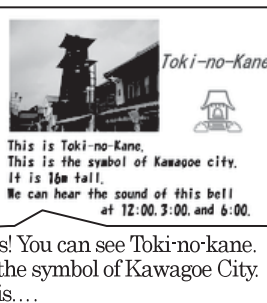 Toki-no-Kane
This is Toki-no-Kane.
This is the symbol of Kawagoe city.
It is 16m tall.
We can hear the sound of this bell
at 12:00, 3:00, and 6:00.
s! You can see Toki-no-kane.
the symbol of Kawagoe City.
is....